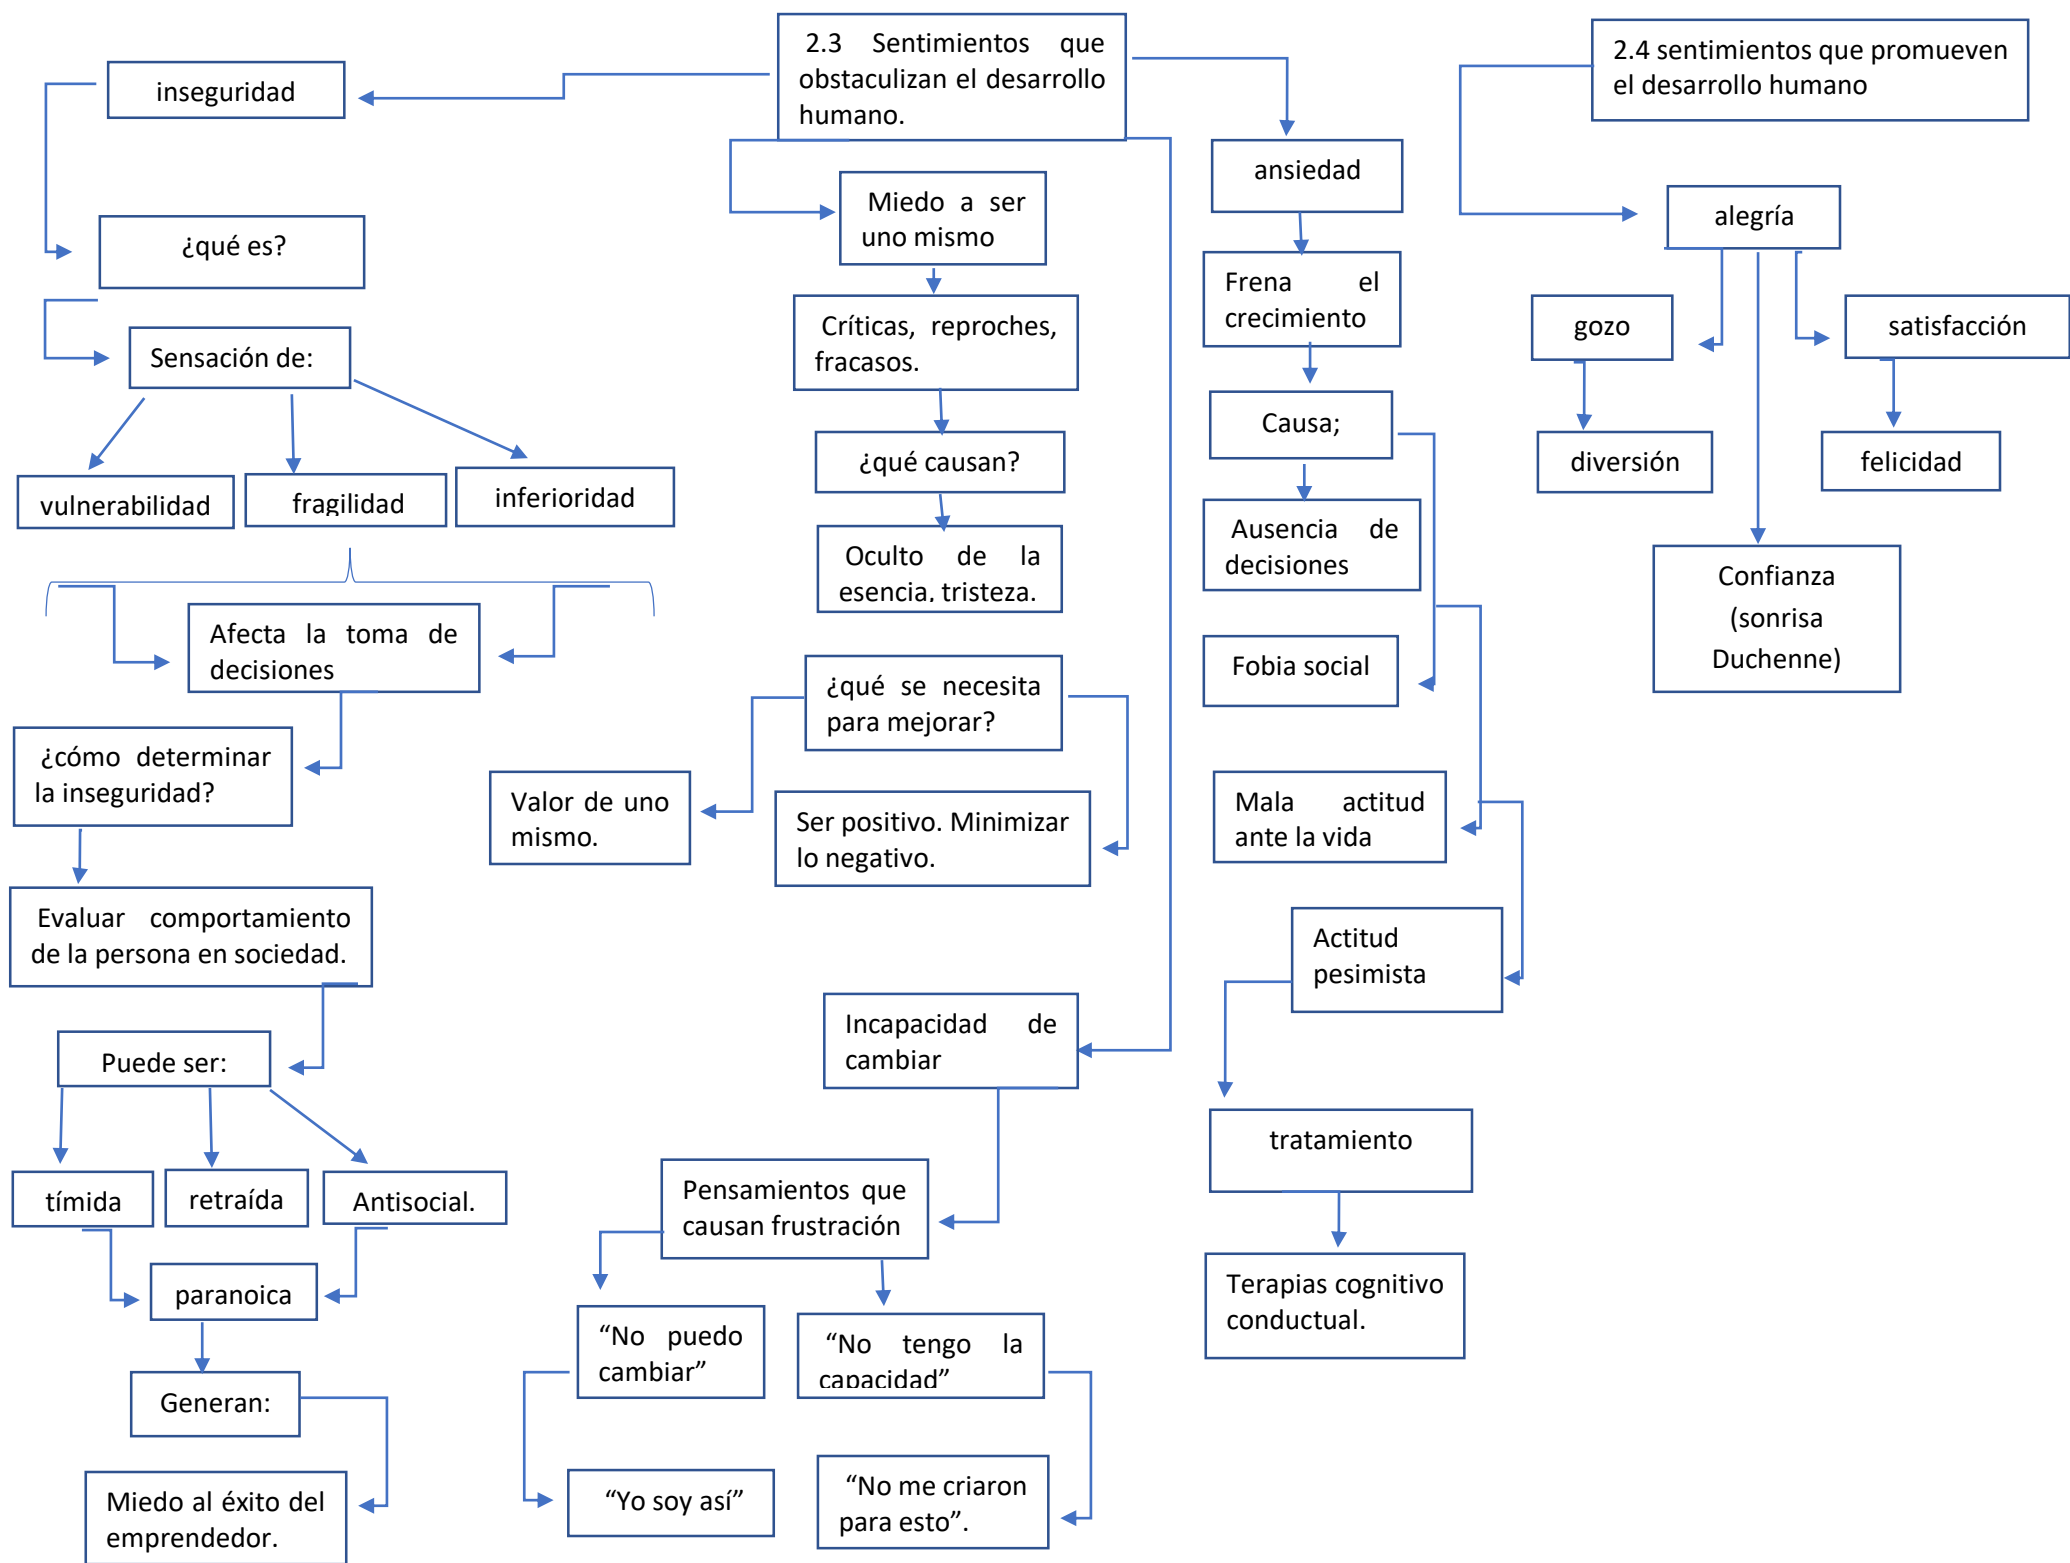 2.3 Sentimientos que
obstaculizan el desarrollo
humano.
2.4 sentimientos que promueven
el desarrollo humano
inseguridad
¿qué es?
Sensación de:
vulnerabilidad
fragilidad
inferioridad
Afecta la toma de
decisiones
¿cómo determinar
la inseguridad?
Evaluar comportamiento
de la persona en sociedad.
Puede ser:
tímida
retraída
Antisocial.
paranoica
Generan:
Miedo al éxito del
emprendedor.
Miedo a ser
uno mismo
Críticas, reproches,
fracasos.
¿qué causan?
Oculto de la
esencia, tristeza.
¿qué se necesita
para mejorar?
Valor de uno
mismo.
Ser positivo. Minimizar
lo negativo.
Incapacidad de
cambiar
Pensamientos que
causan frustración
“No puedo
cambiar”
“No tengo la
capacidad”
“Yo soy así”
“No me criaron
para esto”.
ansiedad
Frena el
crecimiento
Causa;
Ausencia de
decisiones
Fobia social
Mala actitud
ante la vida
Actitud
pesimista
tratamiento
Terapias cognitivo
conductual.
alegría
gozo
satisfacción
diversión
felicidad
Confianza
(sonrisa
Duchenne)